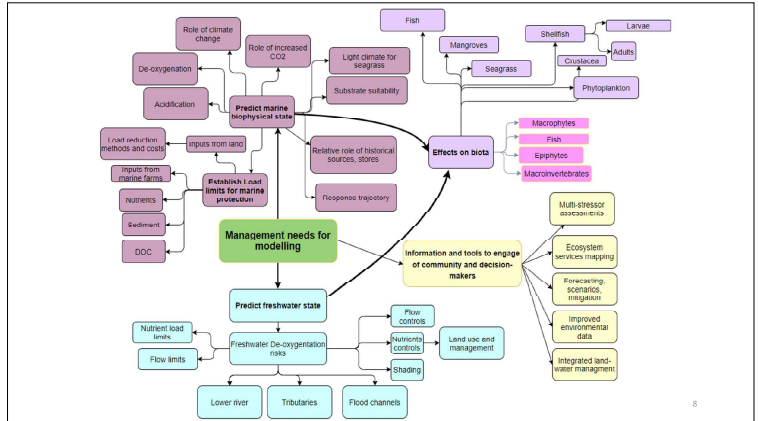 Fish
Role of climate
change
Role of increased
CO2
Mangroves
Shellfish
Larvae
Adults
De-oxygenation
Light climate for
seagrass
Seagrass
Crustacea
Acidification
Substrate suitability
Phytoplankton
Predict marine
biophysical state
Load reduction
methods and costs
Inputs from land
Relative role of historical
sources, stores
Effects on biota
Macrophytes
Fish
Epiphytes
Macroinvertebrates
Inputs from
marine farms
Establish Load
limits for marine
protection
Response trajectory
Nutrients
Sediment
DOC
Management needs for
modelling
Information and tools to engage
of community and decision-
makers
Multi-stressor
assessments
Ecosystem
services mapping
Forecasting,
scenarios,
mitigation
Improved
environmental
data
Integrated land-
water managment
Predict freshwater state
Nutrient load
limits
Flow limits
Freshwater De-oxygentation
risks
Flow
controls
Nutrients
controls
Land use and
management
Shading
Lower river
Tributaries
Flood channels
8